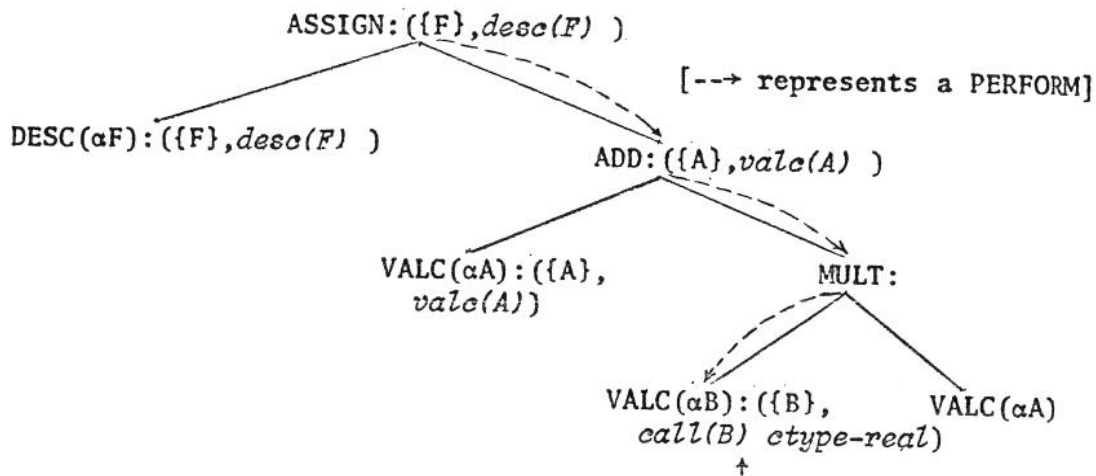 ASSIGN: ({F},desc(F) )
[--→ represents a PERFORM]
DESC(αF): ({F},desc(F) )
ADD: ({A},valc(A) )
VALC(αA): ({A},
valc(A))
MULT:
VALC(αB): ({B},
call(B) ctype-real)
VALC(αA)